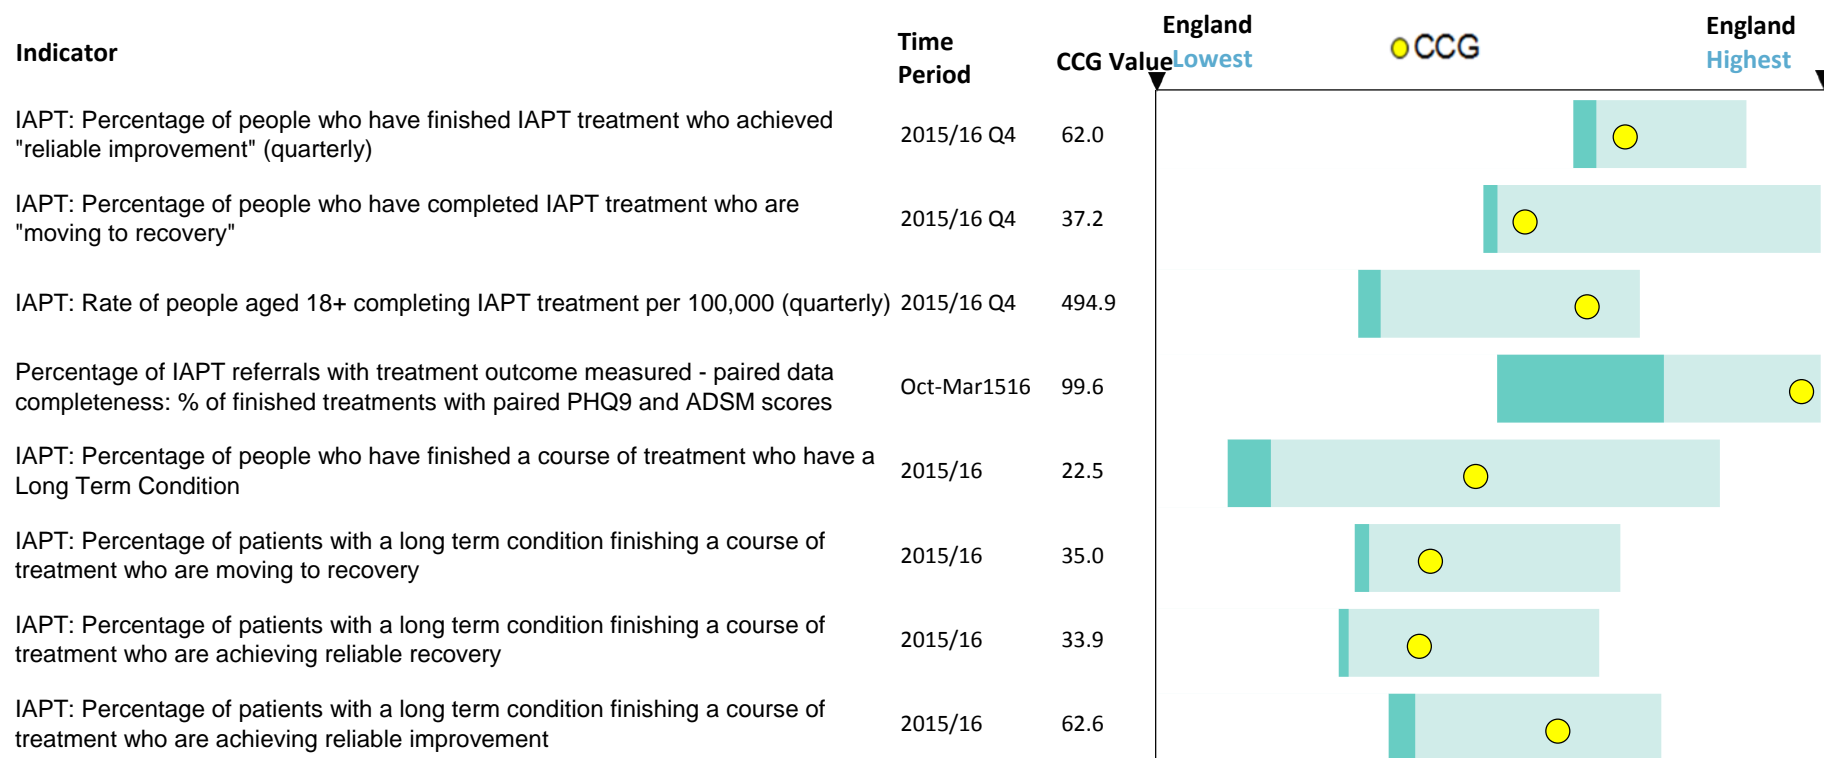 Indicator
Time
Period
CCG Value
England
Lowest
CCG
England
Highest
IAPT: Percentage of people who have finished IAPT treatment who achieved
"reliable improvement" (quarterly)
2015/16 Q4
62.0
IAPT: Percentage of people who have completed IAPT treatment who are
"moving to recovery"
2015/16 Q4
37.2
IAPT: Rate of people aged 18+ completing IAPT treatment per 100,000 (quarterly)
2015/16 Q4
494.9
Percentage of IAPT referrals with treatment outcome measured - paired data
completeness: % of finished treatments with paired PHQ9 and ADSM scores
Oct-Mar1516
99.6
IAPT: Percentage of people who have finished a course of treatment who have a
Long Term Condition
2015/16
22.5
IAPT: Percentage of patients with a long term condition finishing a course of
treatment who are moving to recovery
2015/16
35.0
IAPT: Percentage of patients with a long term condition finishing a course of
treatment who are achieving reliable recovery
2015/16
33.9
IAPT: Percentage of patients with a long term condition finishing a course of
treatment who are achieving reliable improvement
2015/16
62.6